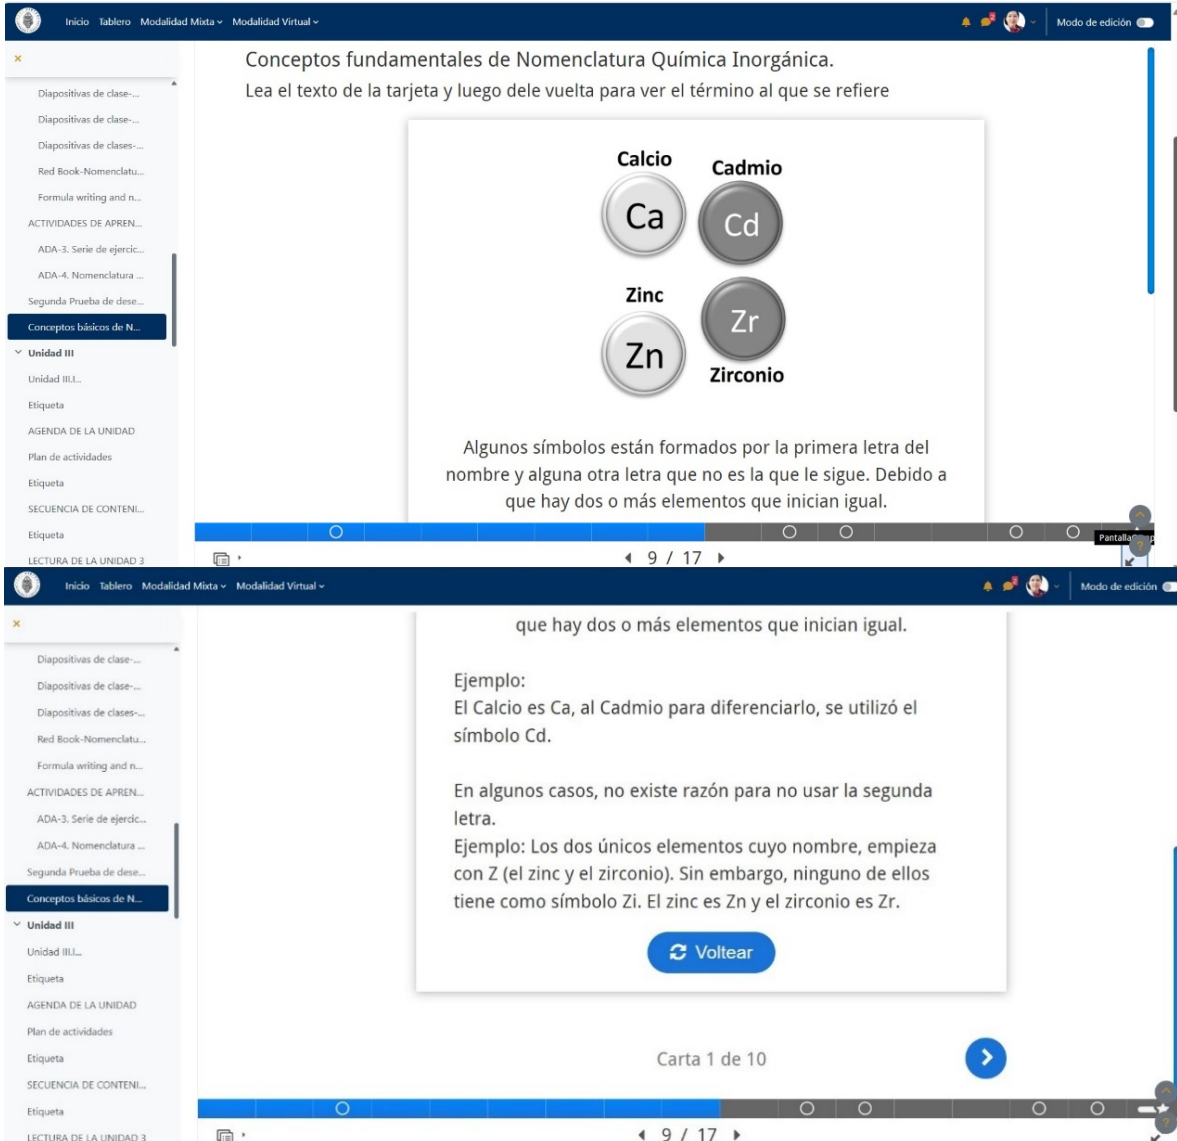 Inicio Tablero Modalidad Mixta Modalidad Virtual
2
Modo de edición
×
Diapositivas de clase-...
Diapositivas de clase-...
Diapositivas de clases-...
Red Book-Nomenclatu...
Formula writing and n...
ACTIVIDADES DE APREN...
ADA-3. Serie de ejercic...
ADA-4. Nomenclatura ...
Segunda Prueba de dese...
Conceptos básicos de N...
Unidad III
Unidad III.I...
Etiqueta
AGENDA DE LA UNIDAD
Plan de actividades
Etiqueta
SECUENCIA DE CONTENI...
Etiqueta
LECTURA DE LA UNIDAD 3
Conceptos fundamentales de Nomenclatura Química Inorgánica.
Lea el texto de la tarjeta y luego dele vuelta para ver el término al que se refiere
Calcio
Cadmio
Ca
Cd
Zinc
Zr
Zn
Zirconio
Algunos símbolos están formados por la primera letra del
nombre y alguna otra letra que no es la que le sigue. Debido a
que hay dos o más elementos que inician igual.
?
9 / 17
Inicio Tablero Modalidad Mixta Modalidad Virtual
2
Modo de edición
×
Diapositivas de clase-...
Diapositivas de clase-...
Diapositivas de clases-...
Red Book-Nomenclatu...
Formula writing and n...
ACTIVIDADES DE APREN...
ADA-3. Serie de ejercic...
ADA-4. Nomenclatura ...
Segunda Prueba de dese...
Conceptos básicos de N...
Unidad III
Unidad III.I...
Etiqueta
AGENDA DE LA UNIDAD
Plan de actividades
Etiqueta
SECUENCIA DE CONTENI...
Etiqueta
LECTURA DE LA UNIDAD 3
que hay dos o más elementos que inician igual.
Ejemplo:
El Calcio es Ca, al Cadmio para diferenciarlo, se utilizó el
símbolo Cd.
En algunos casos, no existe razón para no usar la segunda
letra.
Ejemplo: Los dos únicos elementos cuyo nombre, empieza
con Z (el zinc y el zirconio). Sin embargo, ninguno de ellos
tiene como símbolo Zi. El zinc es Zn y el zirconio es Zr.
Voltear
Carta 1 de 10
?
9 / 17